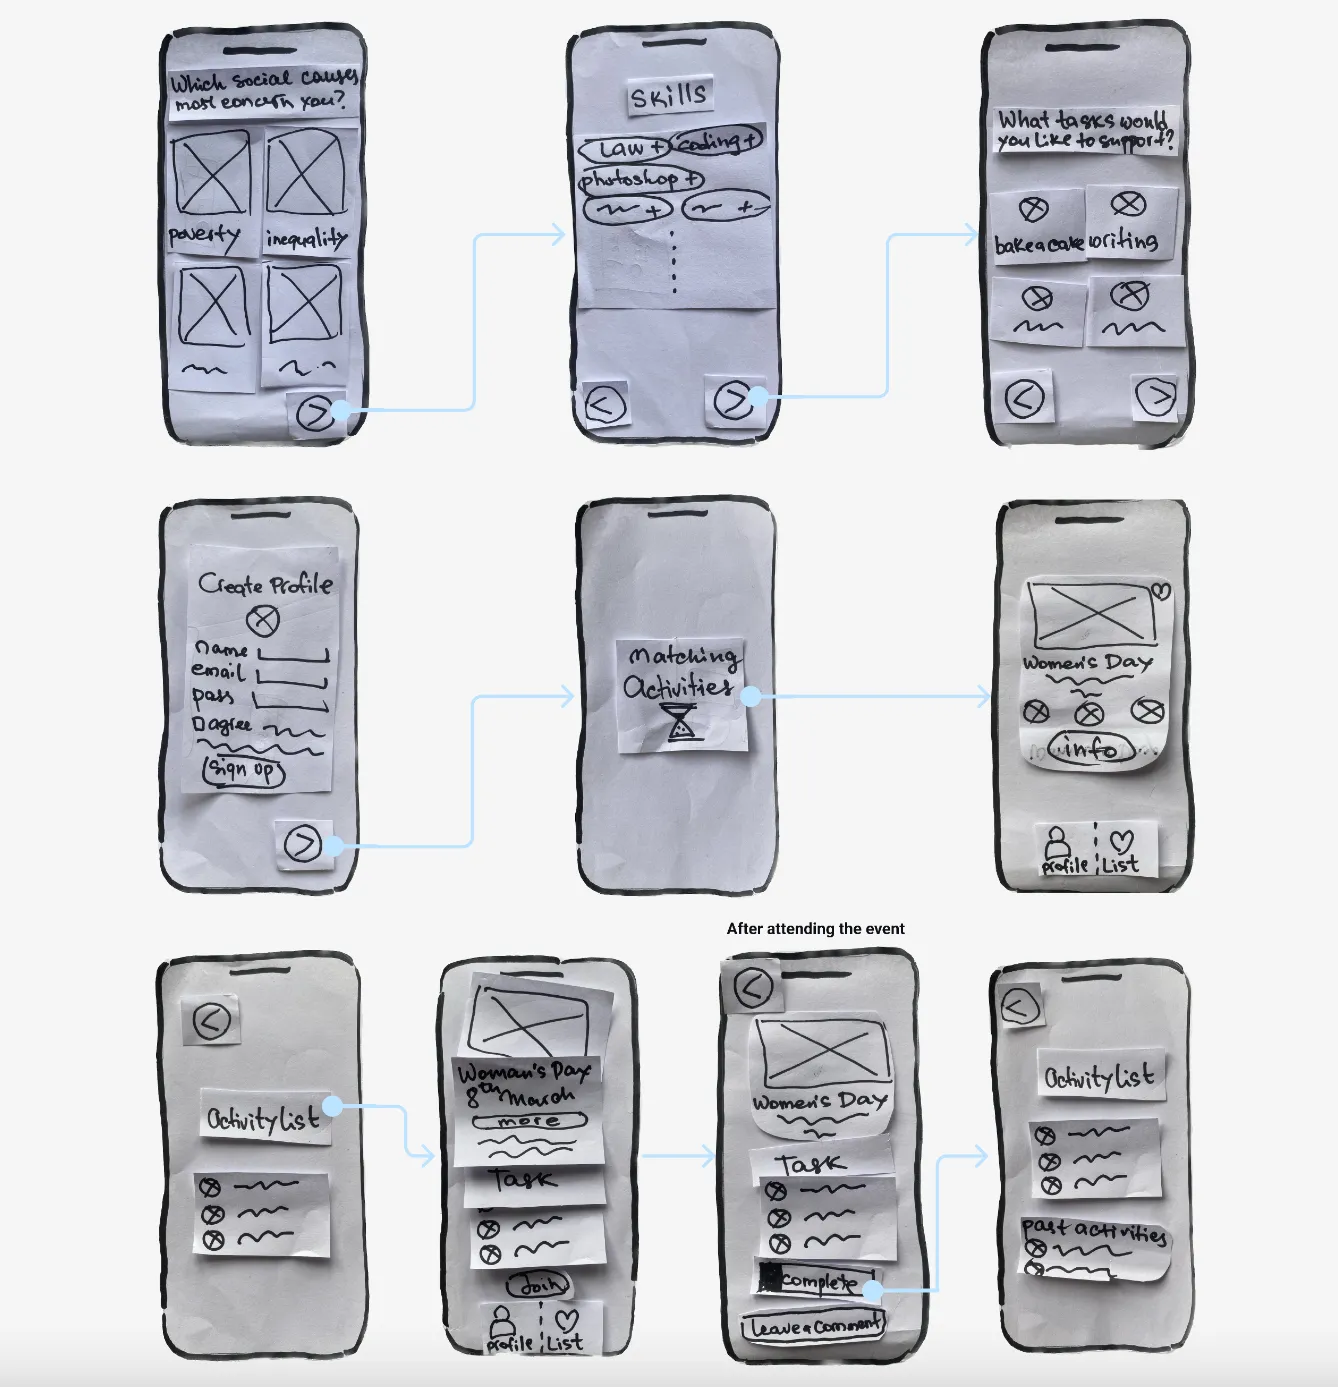 Which social causes
most concern you?
poverty
inequality
Skills
Law +
coding +
photoshop +
+
+
What tasks would
you like to support?
bake a cake
writing
Create Profile
name
email
pass
agree
Sign up
Matching
Activities
Women's Day
info
profile
List
After attending the event
Activity List
Woman's Day
8th March
more
Task
Join
profile
List
Women's Day
Task
complete
Leave a comment
Activity List
past activities